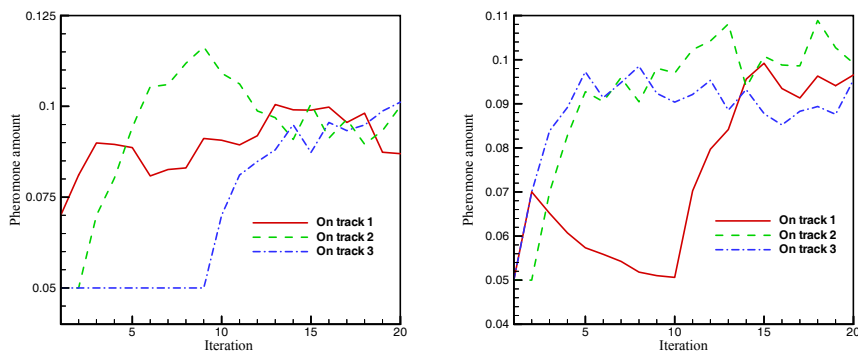 0.125
0.1
0.075
0.05
Pheromone amount
On track 1
On track 2
On track 3
5
10
15
20
Iteration
0.11
0.1
0.09
0.08
0.07
0.06
0.05
0.04
Pheromone amount
On track 1
On track 2
On track 3
5
10
15
20
Iteration